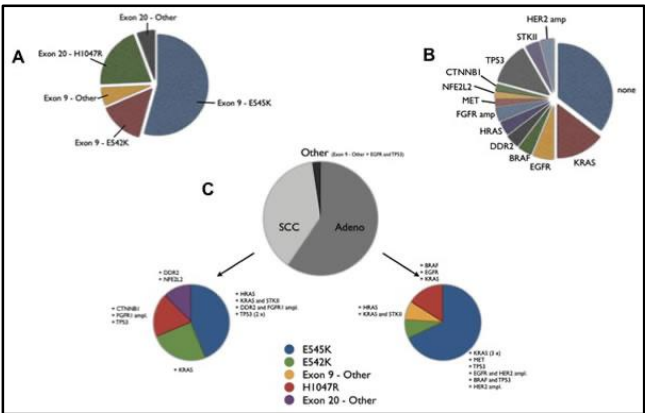 A
Exon 20 - Other
Exon 20 - H1047R
Exon 9 - Other
Exon 9 - E542K
Exon 9 - E545K
B
HER2 amp
STKII
TP53
CTNNB1
NFE2L2
MET
FGFR amp
HRAS
DDR2
BRAF
EGFR
KRAS
none
C
Other (Exon 9 - Other + EGFR and TP53)
SCC
Adeno
+ DDR2
+ NFE2L2
+ CTNNB1
+ FGFR1 ampl.
+ TP53
+ HRAS
+ KRAS and STKII
+ DDR2 and FGFR1 ampl.
+ TP53 (2 x)
+ KRAS
+ BRAF
+ EGFR
+ KRAS
+ HRAS
+ KRAS and STKII
+ KRAS (3 x)
+ MET
+ TP53
+ EGFR and HER2 ampl.
+ BRAF and TP53
+ HER2 ampl.
E545K
E542K
Exon 9 - Other
H1047R
Exon 20 - Other